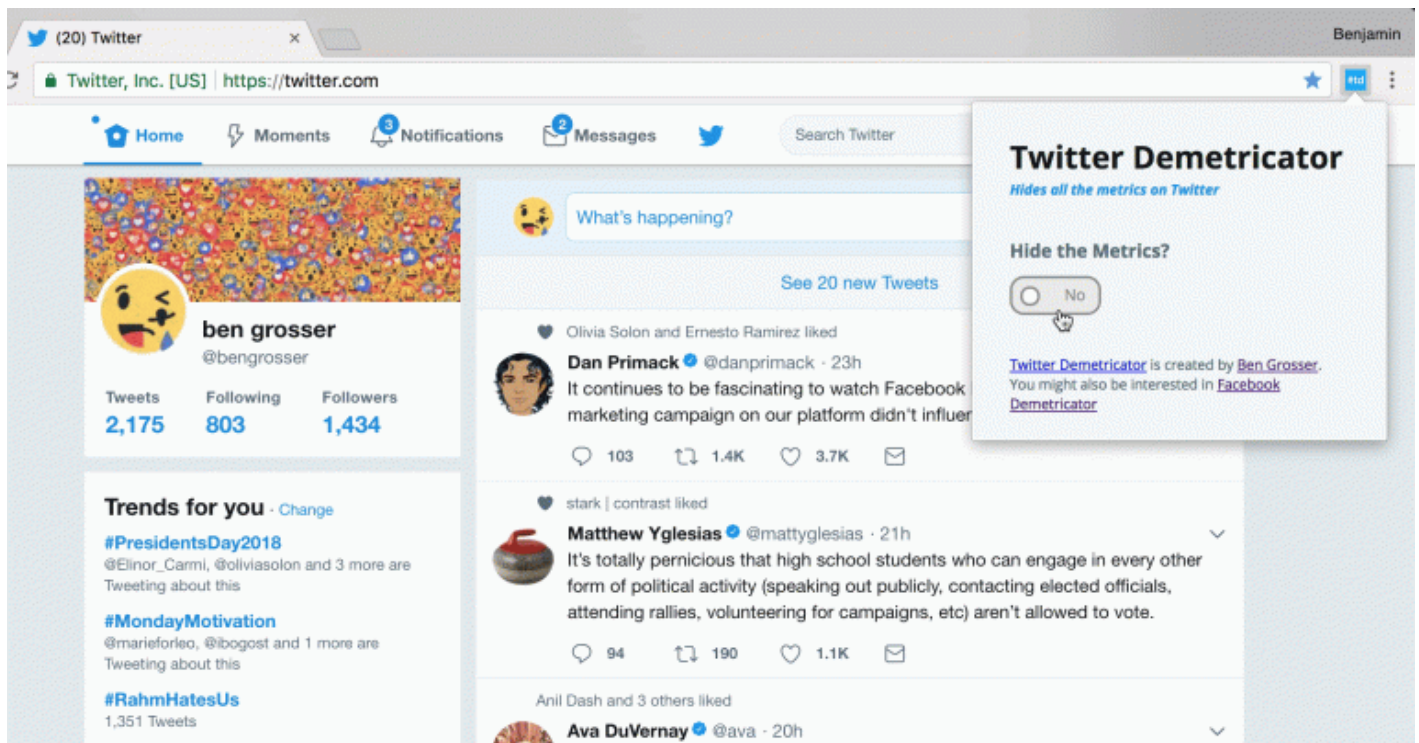 (20) Twitter
Benjamin
Twitter, Inc. [US] https://twitter.com
#td
Home Moments 3 Notifications 2 Messages Search Twitter
ben grosser
@bengrosser
Tweets Following Followers
2,175 803 1,434
Trends for you · Change
#PresidentsDay2018
@Elinor_Carmi, @oliviasolon and 3 more are
Tweeting about this
#MondayMotivation
@marieforleo, @ibogost and 1 more are
Tweeting about this
#RahmHatesUs
1,351 Tweets
What's happening?
See 20 new Tweets
Olivia Solon and Ernesto Ramirez liked
Dan Primack @danprimack · 23h
It continues to be fascinating to watch Facebook
marketing campaign on our platform didn't influen
103 1.4K 3.7K
stark | contrast liked
Matthew Yglesias @mattyglesias · 21h
It's totally pernicious that high school students who can engage in every other
form of political activity (speaking out publicly, contacting elected officials,
attending rallies, volunteering for campaigns, etc) aren't allowed to vote.
94 190 1.1K
Anil Dash and 3 others liked
Ava DuVernay @ava · 20h
Twitter Demetricator
Hides all the metrics on Twitter
Hide the Metrics?
No
Twitter Demetricator is created by Ben Grosser.
You might also be interested in Facebook
Demetricator